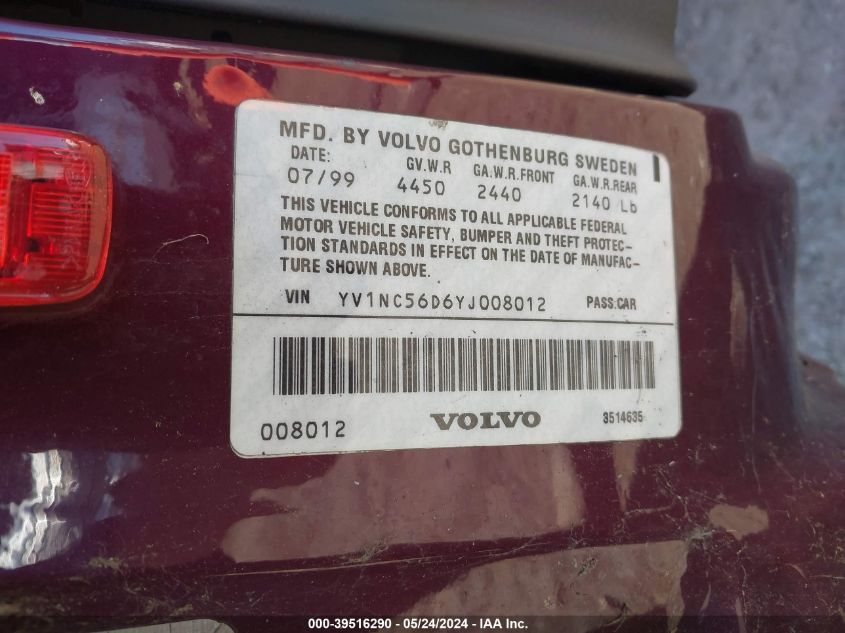 MFD. BY VOLVO GOTHENBURG SWEDEN
DATE: GV.W.R GA.W.R.FRONT GA.W.R.REAR
07/99 4450 2440 2140 Lb
THIS VEHICLE CONFORMS TO ALL APPLICABLE FEDERAL
MOTOR VEHICLE SAFETY, BUMPER AND THEFT PROTEC-
TION STANDARDS IN EFFECT ON THE DATE OF MANUFAC-
TURE SHOWN ABOVE.
VIN YV1NC56D6YJ008012 PASS.CAR
008012 VOLVO 3514635
000-39516290 - 05/24/2024 - IAA Inc.